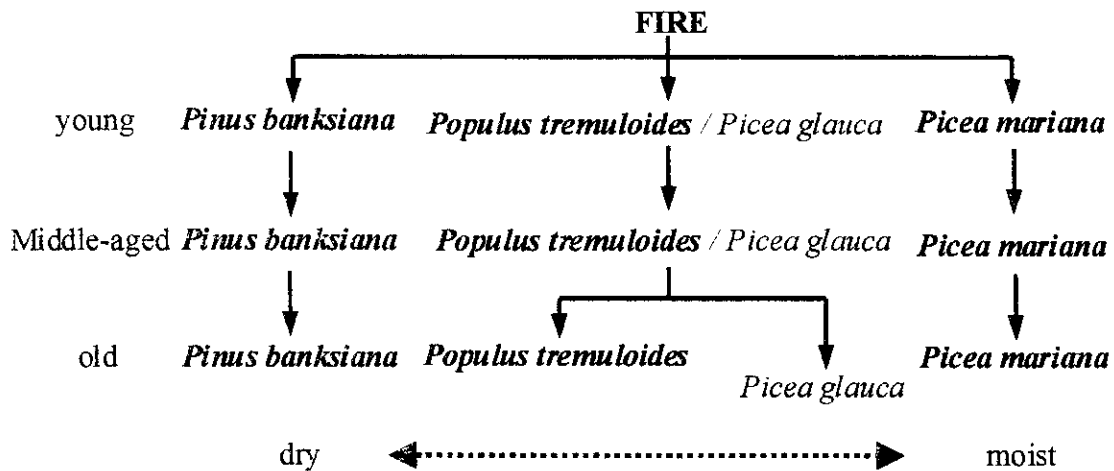 FIRE
young Pinus banksiana Populus tremuloides / Picea glauca Picea mariana
Middle-aged Pinus banksiana Populus tremuloides / Picea glauca Picea mariana
old Pinus banksiana Populus tremuloides Picea mariana
Picea glauca
dry moist